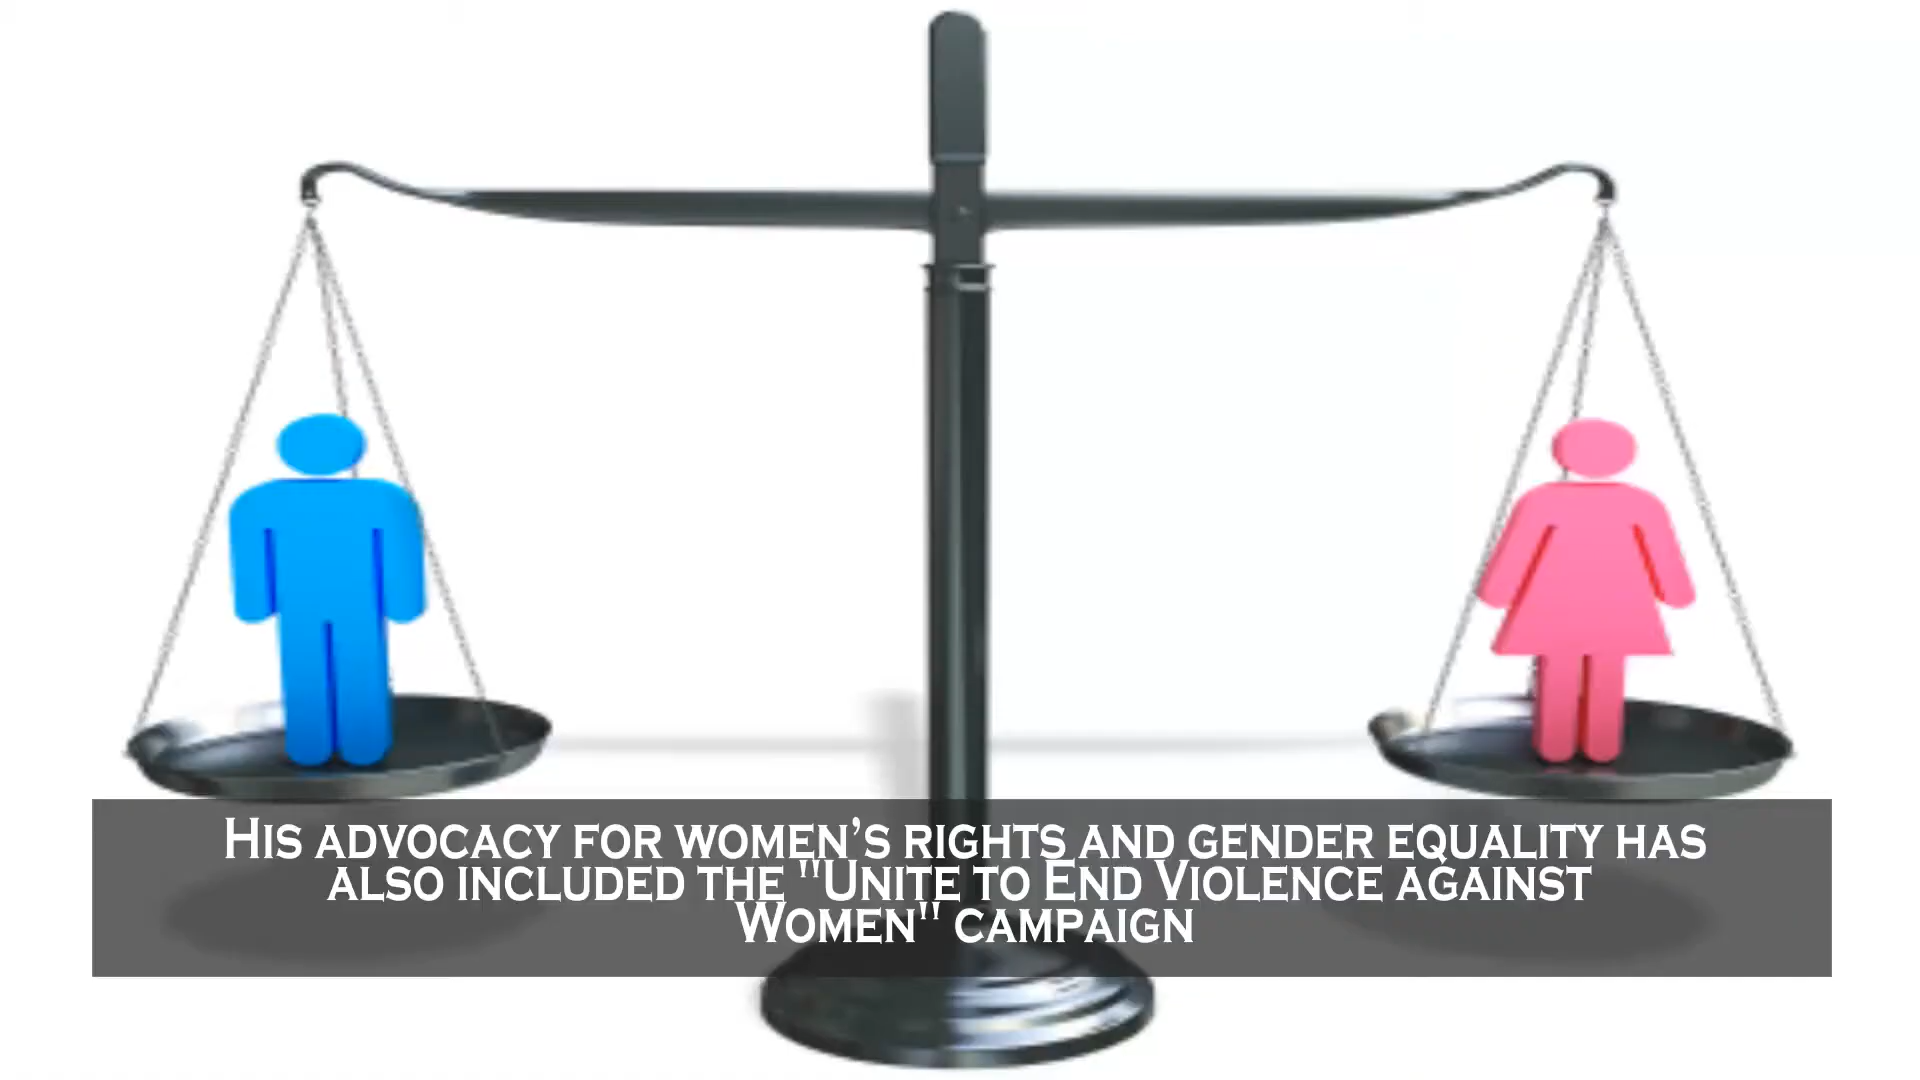 His advocacy for women’s rights and gender equality has
also included the "Unite to End Violence against
Women" campaign